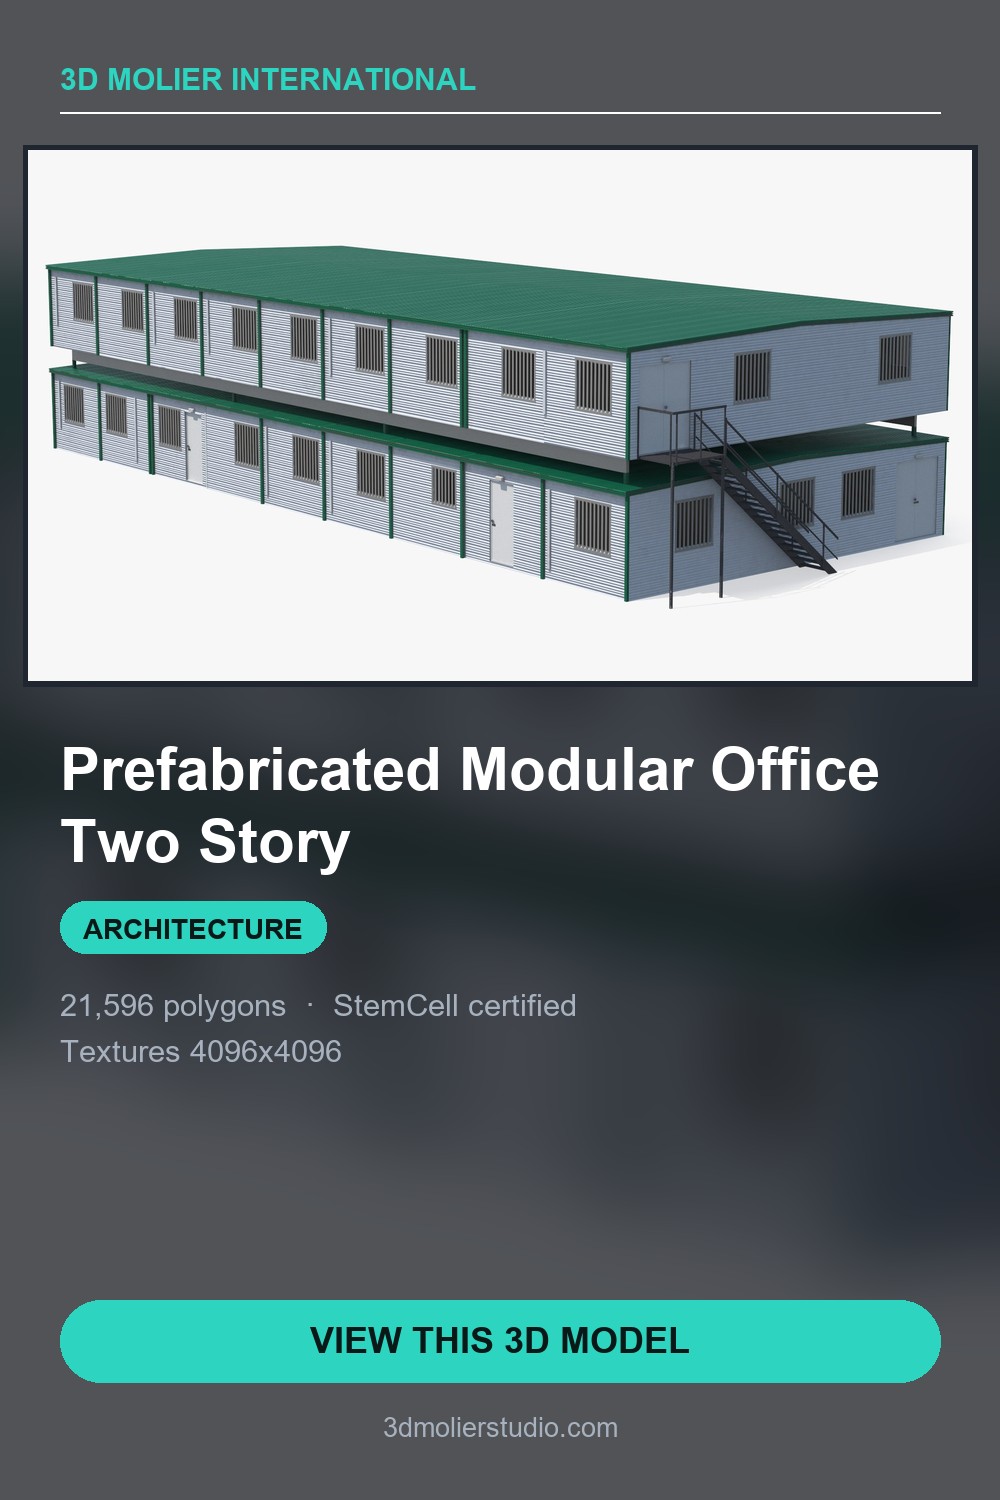 3D MOLIER INTERNATIONAL
Prefabricated Modular Office
Two Story
ARCHITECTURE
21,596 polygons · StemCell certified
Textures 4096x4096
VIEW THIS 3D MODEL
3dmolierstudio.com